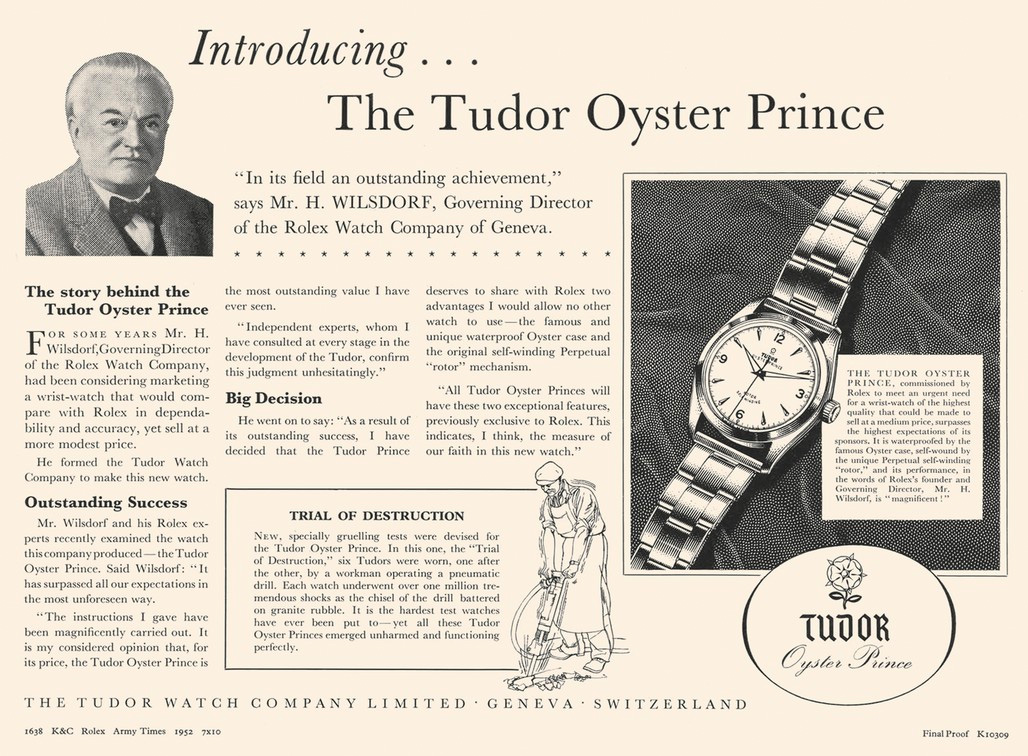 Introducing . . .
The Tudor Oyster Prince
“In its field an outstanding achievement,”
says Mr. H. WILSDORF, Governing Director
of the Rolex Watch Company of Geneva.
The story behind the
Tudor Oyster Prince
FOR SOME YEARS Mr. H.
Wilsdorf, Governing Director
of the Rolex Watch Company,
had been considering marketing
a wrist-watch that would com-
pare with Rolex in dependa-
bility and accuracy, yet sell at a
more modest price.
He formed the Tudor Watch
Company to make this new watch.
Outstanding Success
Mr. Wilsdorf and his Rolex ex-
perts recently examined the watch
this company produced — the Tudor
Oyster Prince. Said Wilsdorf: “It
has surpassed all our expectations in
the most unforeseen way.
“The instructions I gave have
been magnificently carried out. It
is my considered opinion that, for
its price, the Tudor Oyster Prince is
the most outstanding value I have
ever seen.
“Independent experts, whom I
have consulted at every stage in the
development of the Tudor, confirm
this judgment unhesitatingly.”
Big Decision
He went on to say: “As a result of
its outstanding success, I have
decided that the Tudor Prince
deserves to share with Rolex two
advantages I would allow no other
watch to use — the famous and
unique waterproof Oyster case and
the original self-winding Perpetual
“rotor” mechanism.
“All Tudor Oyster Princes will
have these two exceptional features,
previously exclusive to Rolex. This
indicates, I think, the measure of
our faith in this new watch.”
TRIAL OF DESTRUCTION
NEW, specially gruelling tests were devised for
the Tudor Oyster Prince. In this one, the “Trial
of Destruction,” six Tudors were worn, one after
the other, by a workman operating a pneumatic
drill. Each watch underwent over one million tre-
mendous shocks as the chisel of the drill battered
on granite rubble. It is the hardest test watches
have ever been put to — yet all these Tudor
Oyster Princes emerged unharmed and functioning
perfectly.
12
3
6
9
TUDOR
OYSTER PRINCE
ROTOR
SELF-WINDING
THE TUDOR OYSTER
PRINCE, commissioned by
Rolex to meet an urgent need
for a wrist-watch of the highest
quality that could be made to
sell at a medium price, surpasses
the highest expectations of its
sponsors. It is waterproofed by the
famous Oyster case, self-wound by
the unique Perpetual self-winding
“rotor,” and its performance, in
the words of Rolex's founder and
Governing Director, Mr. H.
Wilsdorf, is “magnificent!”
TUDOR
Oyster Prince
THE TUDOR WATCH COMPANY LIMITED · GENEVA · SWITZERLAND
1638 K&C Rolex Army Times 1952 7x10
Final Proof K10309